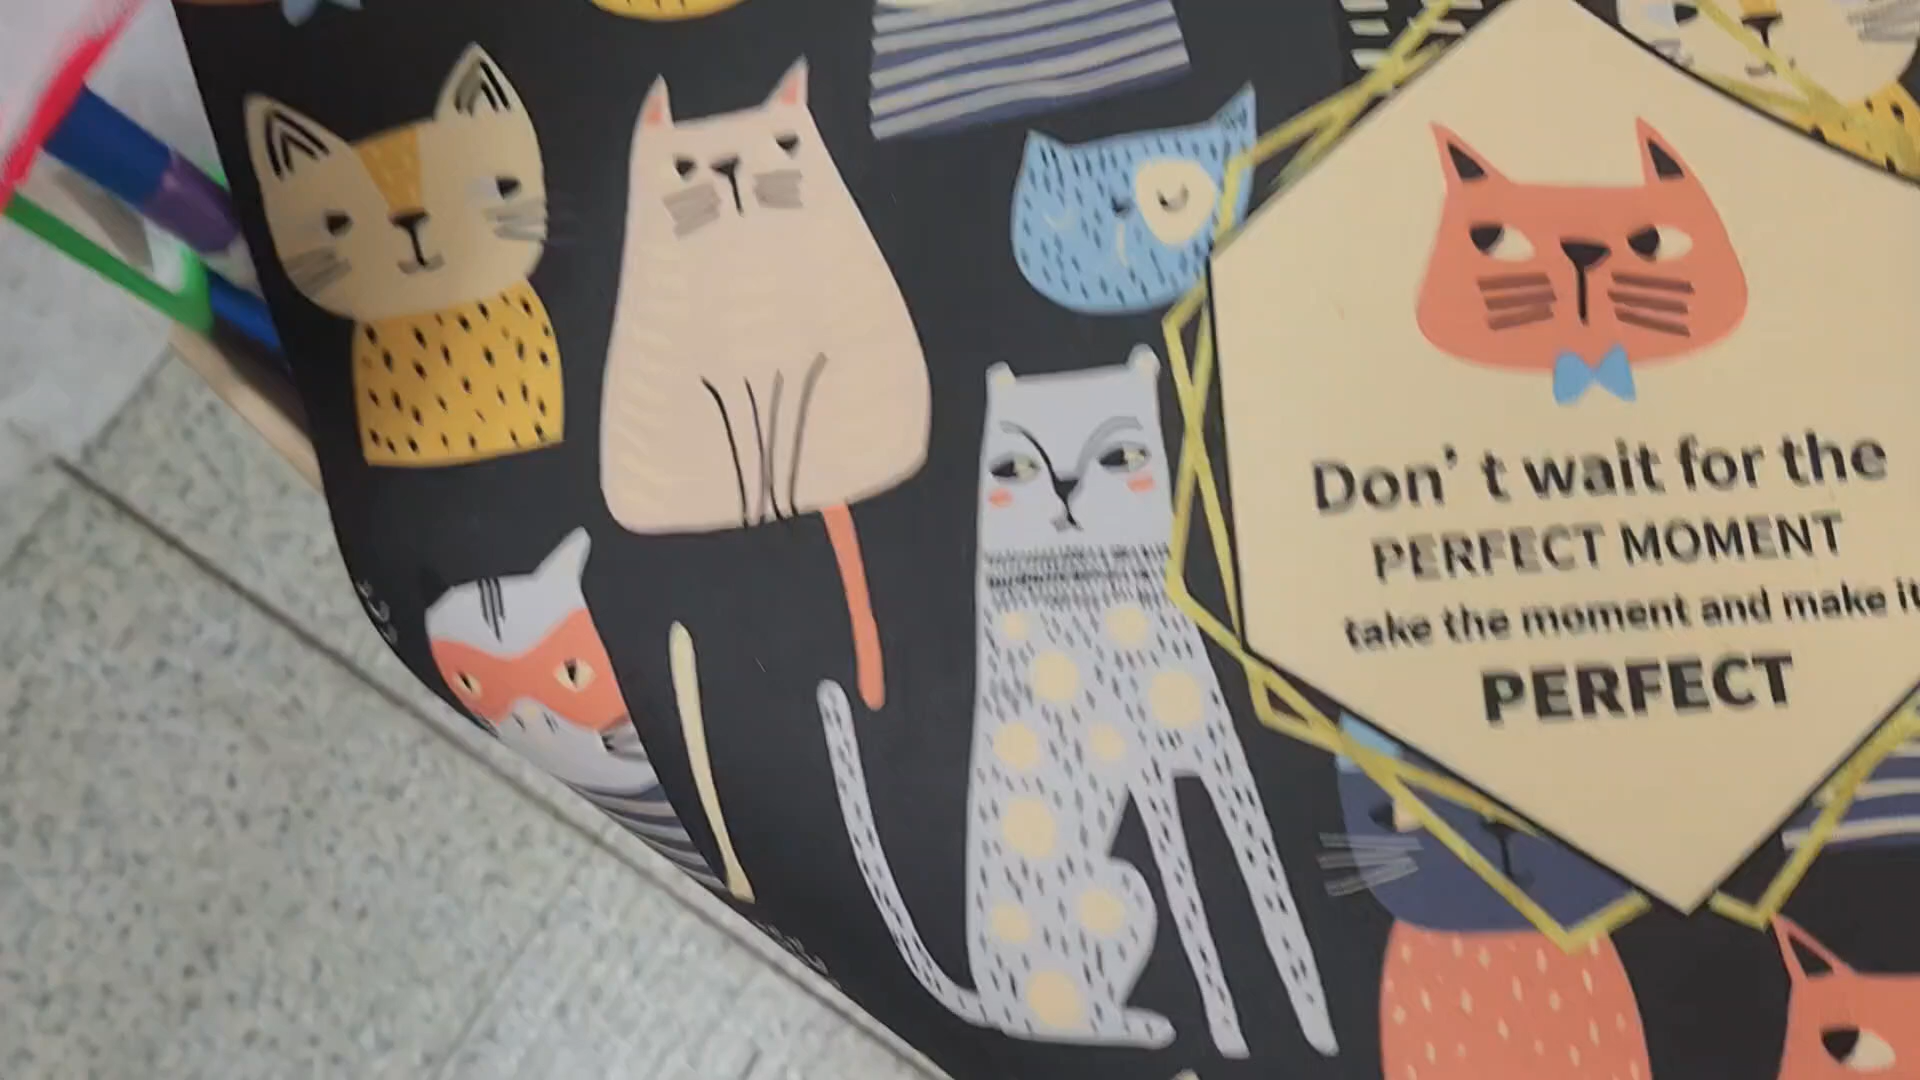 Don't wait for the
PERFECT MOMENT
take the moment and make it
PERFECT